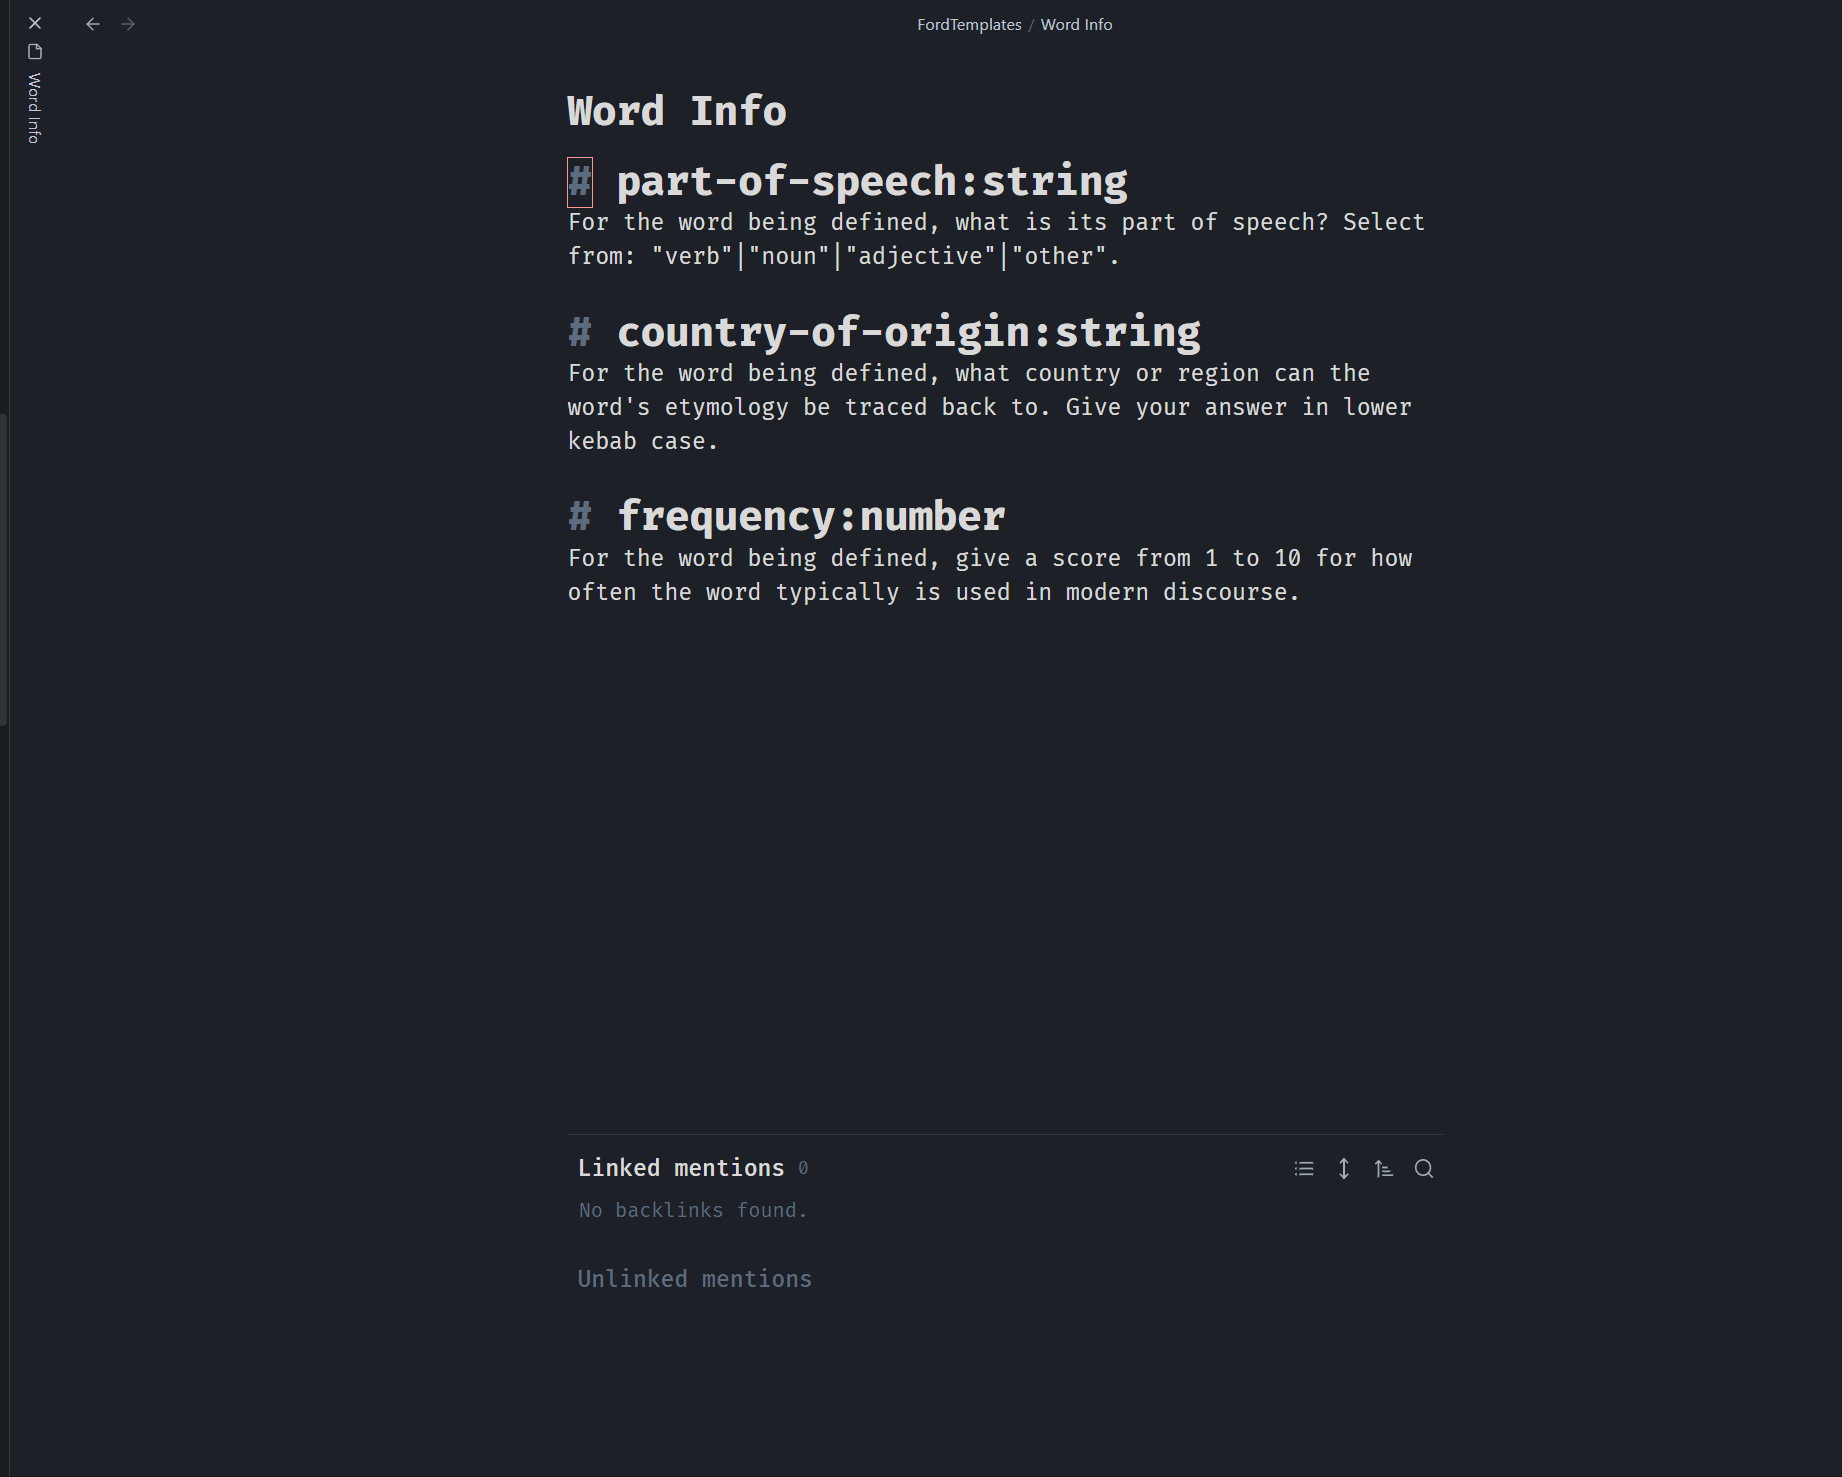 FordTemplates / Word Info
Word Info
Word Info
# part-of-speech:string
For the word being defined, what is its part of speech? Select
from: "verb"|"noun"|"adjective"|"other".
# country-of-origin:string
For the word being defined, what country or region can the
word's etymology be traced back to. Give your answer in lower
kebab case.
# frequency:number
For the word being defined, give a score from 1 to 10 for how
often the word typically is used in modern discourse.
Linked mentions 0
No backlinks found.
Unlinked mentions